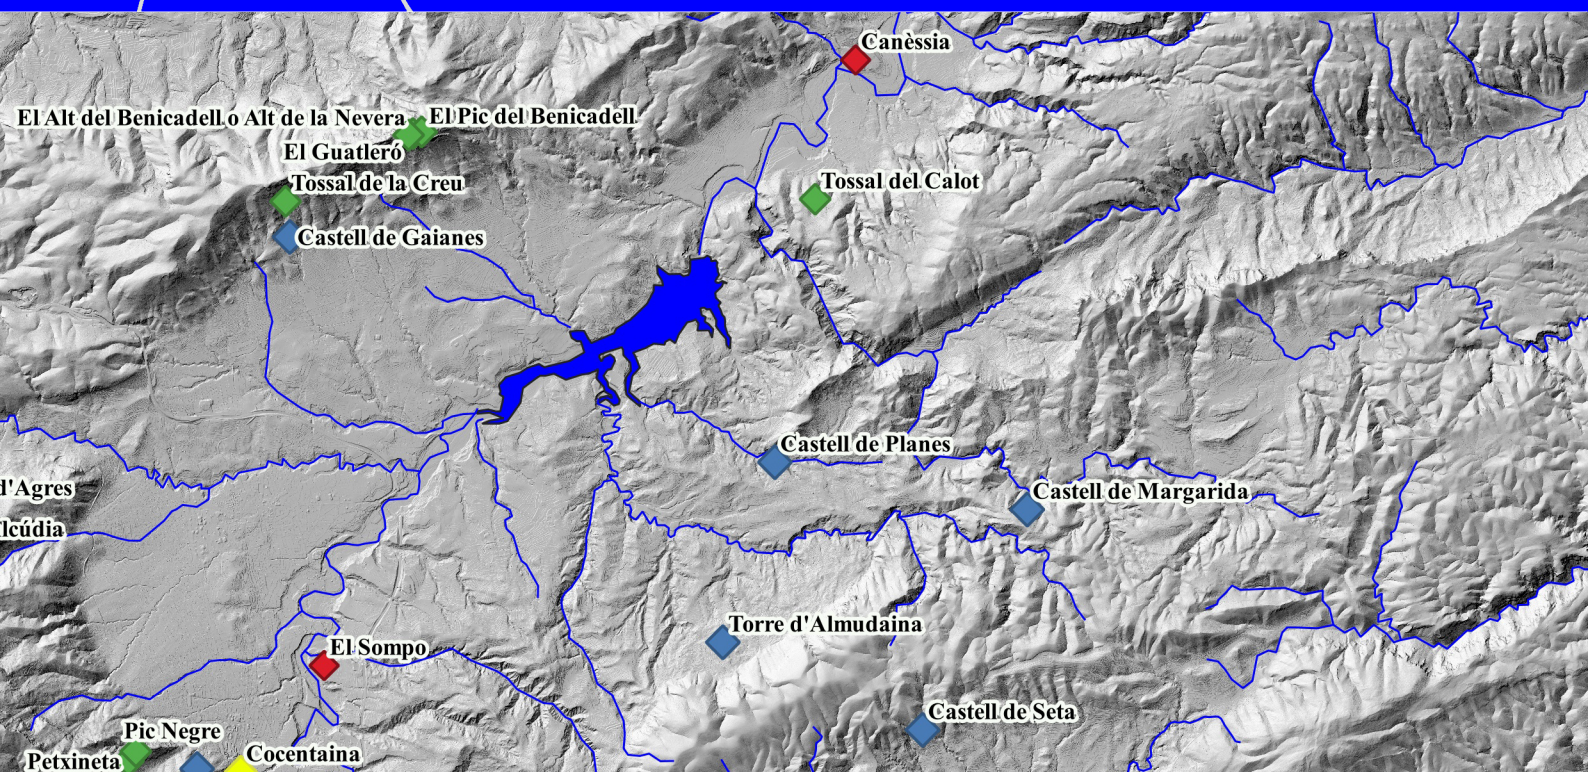 Canèssia
El Alt del Benicadell o Alt de la Nevera
El Pic del Benicadell
El Guatleró
Tossal de la Creu
Tossal del Calot
Castell de Gaianes
Castell de Planes
d'Agres
Castell de Margarida
lcúdia
Torre d'Almudaina
El Sompo
Castell de Seta
Pic Negre
Cocentaina
Petxineta